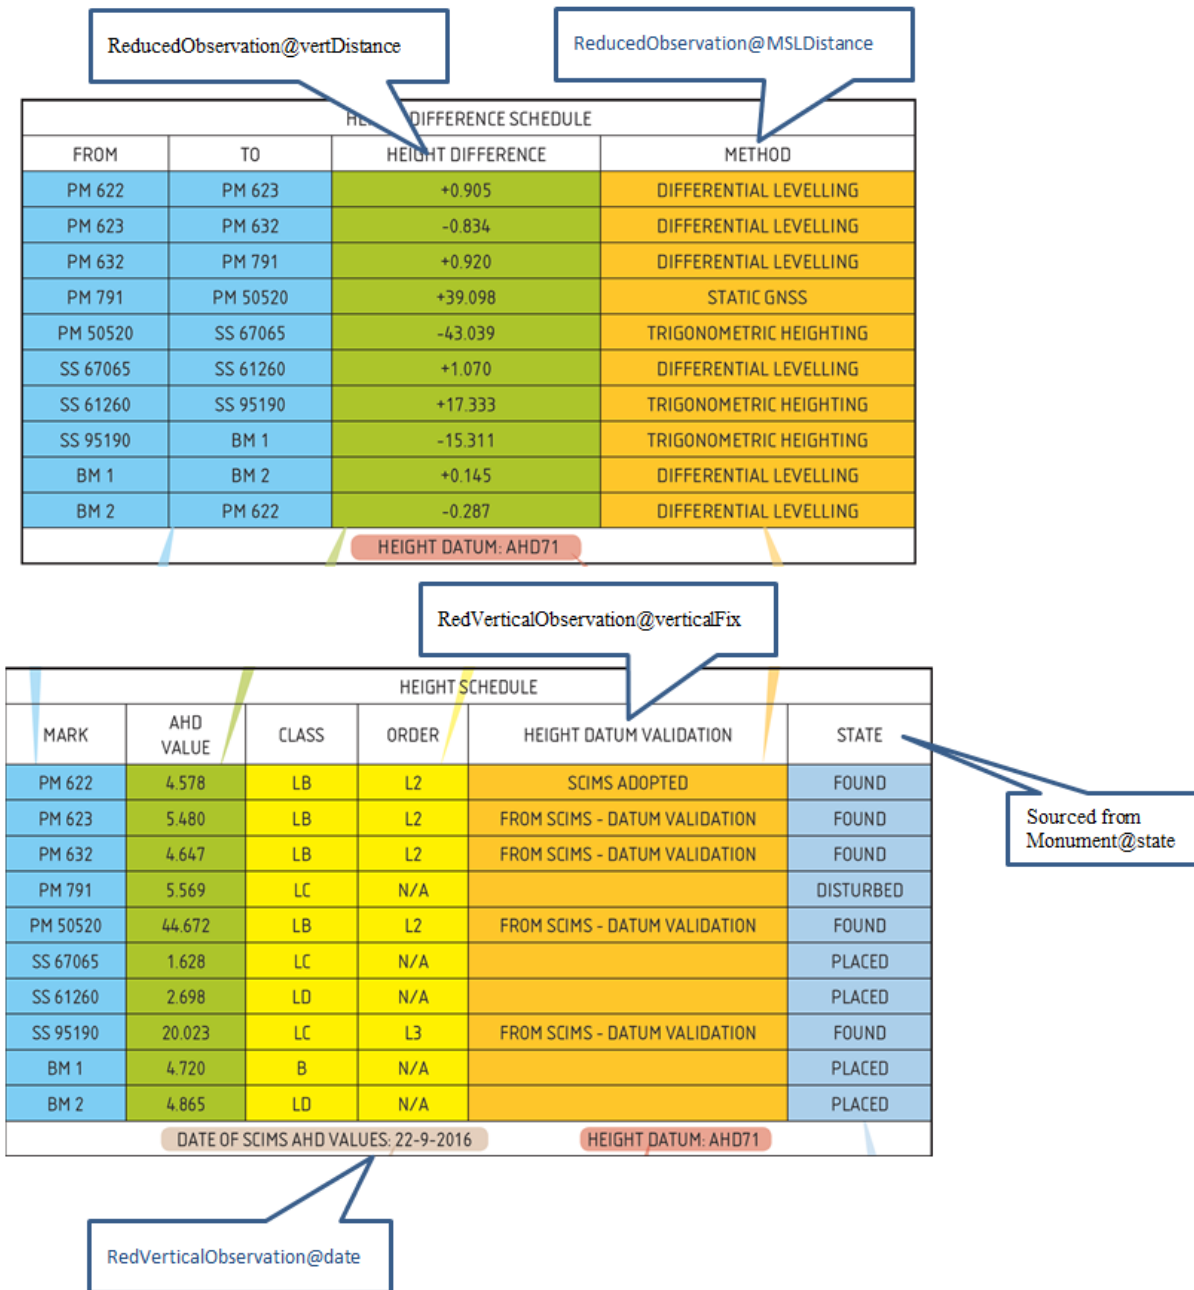 ReducedObservation@vertDistance
ReducedObservation@MSLDistance
DIFFERENCE SCHEDULE
FROM TO HEIGHT DIFFERENCE METHOD
PM 622 PM 623 +0.905 DIFFERENTIAL LEVELLING
PM 623 PM 632 -0.834 DIFFERENTIAL LEVELLING
PM 632 PM 791 +0.920 DIFFERENTIAL LEVELLING
PM 791 PM 50520 +39.098 STATIC GNSS
PM 50520 SS 67065 -43.039 TRIGONOMETRIC HEIGHTING
SS 67065 SS 61260 +1.070 DIFFERENTIAL LEVELLING
SS 61260 SS 95190 +17.333 TRIGONOMETRIC HEIGHTING
SS 95190 BM 1 -15.311 TRIGONOMETRIC HEIGHTING
BM 1 BM 2 +0.145 DIFFERENTIAL LEVELLING
BM 2 PM 622 -0.287 DIFFERENTIAL LEVELLING
HEIGHT DATUM: AHD71
RedVerticalObservation@verticalFix
HEIGHT SCHEDULE
MARK AHD VALUE CLASS ORDER HEIGHT DATUM VALIDATION STATE
PM 622 4.578 LB L2 SCIMS ADOPTED FOUND
PM 623 5.480 LB L2 FROM SCIMS - DATUM VALIDATION FOUND
PM 632 4.647 LB L2 FROM SCIMS - DATUM VALIDATION FOUND
PM 791 5.569 LC N/A DISTURBED
PM 50520 44.672 LB L2 FROM SCIMS - DATUM VALIDATION FOUND
SS 67065 1.628 LC N/A PLACED
SS 61260 2.698 LD N/A PLACED
SS 95190 20.023 LC L3 FROM SCIMS - DATUM VALIDATION FOUND
BM 1 4.720 B N/A PLACED
BM 2 4.865 LD N/A PLACED
DATE OF SCIMS AHD VALUES: 22-9-2016 HEIGHT DATUM: AHD71
Sourced from
Monument@state
RedVerticalObservation@date